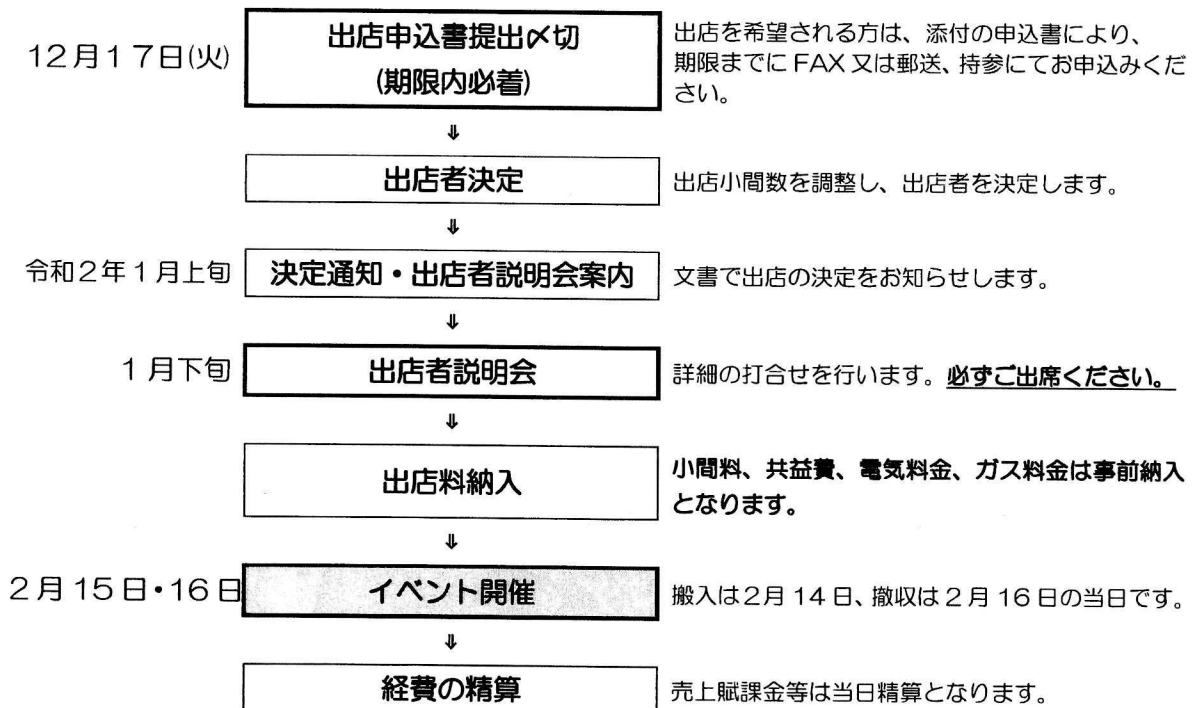 12月17日(火)
出店申込書提出〆切
(期限内必着)
出店を希望される方は、添付の申込書により、
期限までにFAX又は郵送、持参にてお申込みくだ
さい。
⇓
出店者決定
出店小間数を調整し、出店者を決定します。
⇓
令和2年1月上旬
決定通知・出店者説明会案内
文書で出店の決定をお知らせします。
⇓
1月下旬
出店者説明会
詳細の打合せを行います。必ずご出席ください。
⇓
出店料納入
小間料、共益費、電気料金、ガス料金は事前納入
となります。
⇓
2月15日・16日
イベント開催
搬入は2月14日、撤収は2月16日の当日です。
⇓
経費の精算
売上賦課金等は当日精算となります。